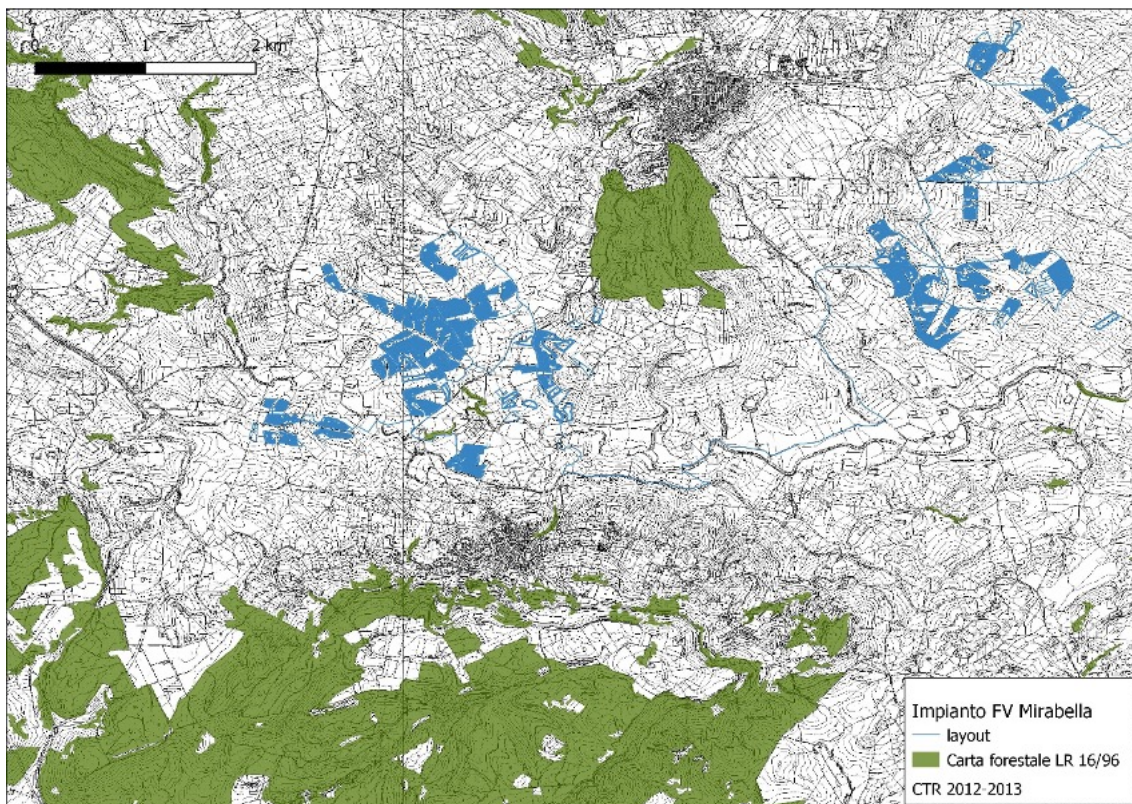 0 1 2 km
Impianto FV Mirabella
layout
Carta forestale LR 16/96
CTR 2012-2013